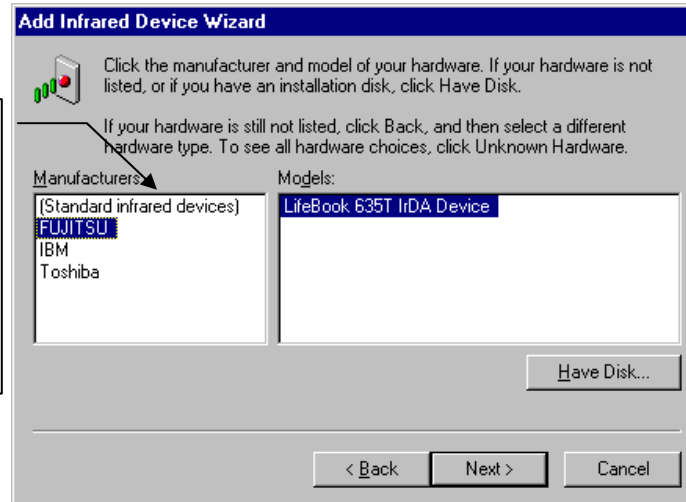 Add Infrared Device Wizard
Click the manufacturer and model of your hardware. If your hardware is not
listed, or if you have an installation disk, click Have Disk.
If your hardware is still not listed, click Back, and then select a different
hardware type. To see all hardware choices, click Unknown Hardware.
Manufacturers:
(Standard infrared devices)
FUJITSU
IBM
Toshiba
Models:
LifeBook 635T IrDA Device
Have Disk...
< Back
Next >
Cancel